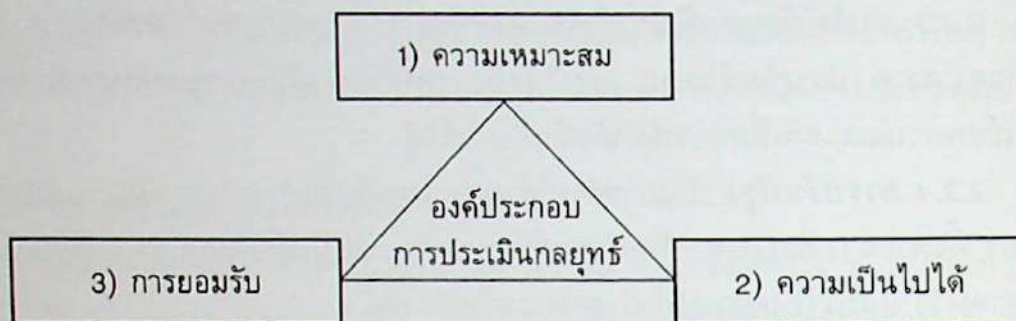 1) ความเหมาะสม
องค์ประกอบ
การประเมินกลยุทธ์
3) การยอมรับ
2) ความเป็นไปได้